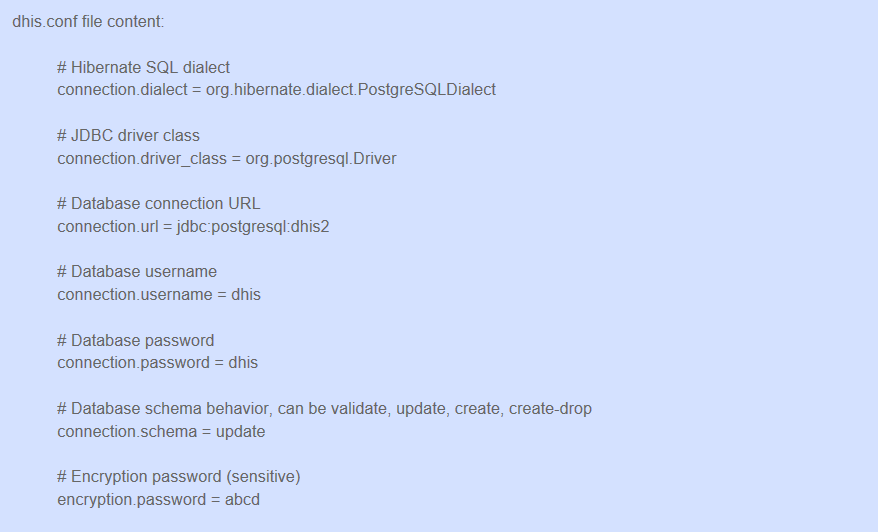 dhis.conf file content:
# Hibernate SQL dialect
connection.dialect = org.hibernate.dialect.PostgreSQLDialect
# JDBC driver class
connection.driver_class = org.postgresql.Driver
# Database connection URL
connection.url = jdbc:postgresql:dhis2
# Database username
connection.username = dhis
# Database password
connection.password = dhis
# Database schema behavior, can be validate, update, create, create-drop
connection.schema = update
# Encryption password (sensitive)
encryption.password = abcd